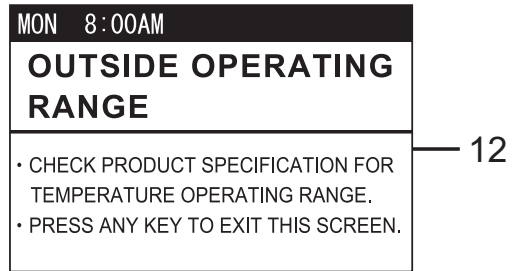 MON 8:00AM
OUTSIDE OPERATING
RANGE
12
・CHECK PRODUCT SPECIFICATION FOR
TEMPERATURE OPERATING RANGE.
・PRESS ANY KEY TO EXIT THIS SCREEN.